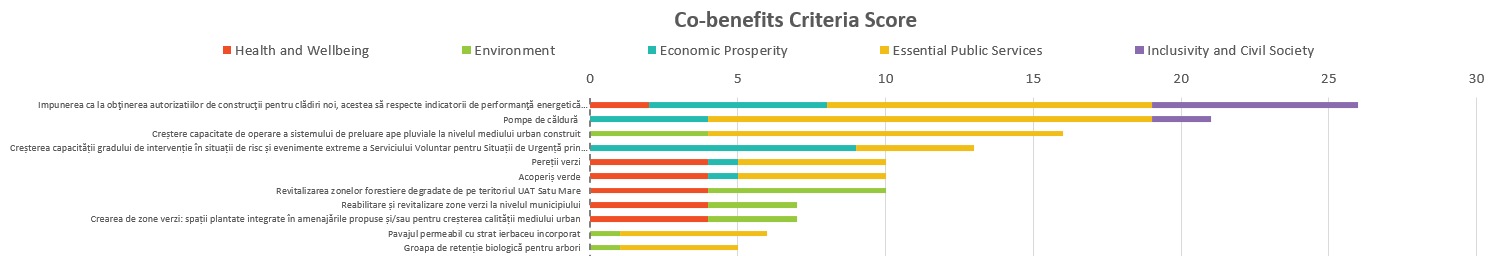 Co-benefits Criteria Score
Health and Wellbeing Environment Economic Prosperity Essential Public Services Inclusivity and Civil Society
0 5 10 15 20 25 30
Impunerea ca la obţinerea autorizatiilor de construcţii pentru clădiri noi, acestea să respecte indicatorii de performanţă energetică...
Pompe de căldură
Creștere capacitate de operare a sistemului de preluare ape pluviale la nivelul mediului urban construit
Creșterea capacității gradului de intervenție în situații de risc și evenimente extreme a Serviciului Voluntar pentru Situații de Urgență prin...
Pereții verzi
Acoperiș verde
Revitalizarea zonelor forestiere degradate de pe teritoriul UAT Satu Mare
Reabilitare și revitalizare zone verzi la nivelul municipiului
Crearea de zone verzi: spații plantate integrate în amenajările propuse și/sau pentru creșterea calității mediului urban
Pavajul permeabil cu strat ierbaceu incorporat
Groapa de retenție biologică pentru arbori